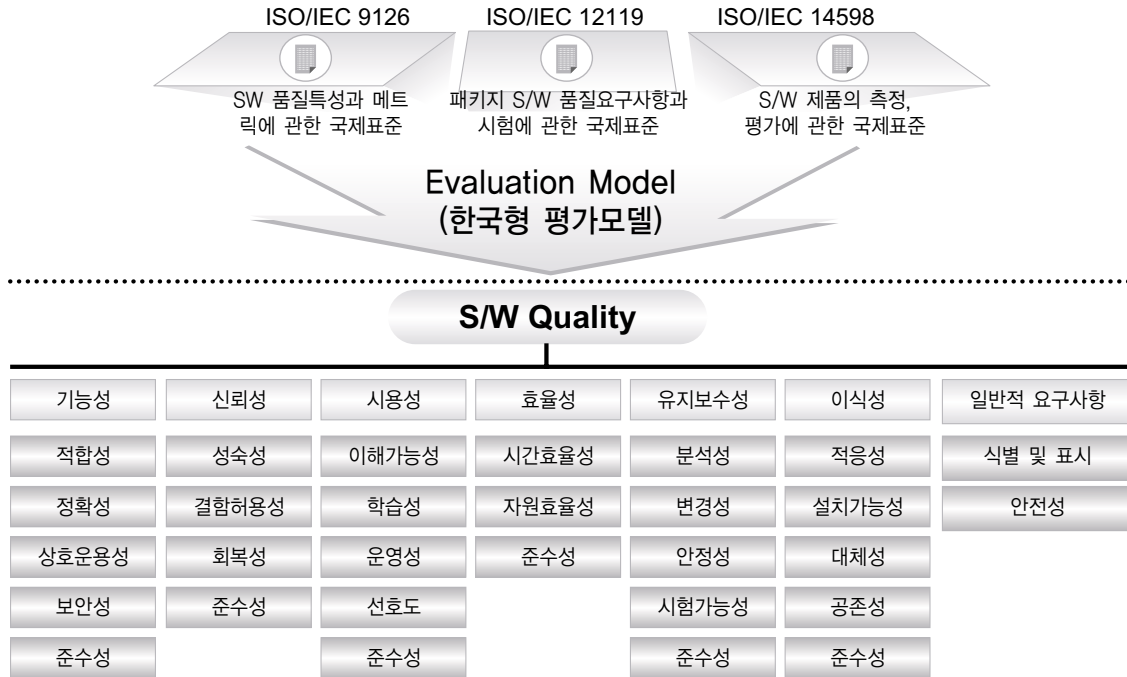 ISO/IEC 9126 ISO/IEC 12119 ISO/IEC 14598
SW 품질특성과 메트
릭에 관한 국제표준
패키지 S/W 품질요구사항과
시험에 관한 국제표준
S/W 제품의 측정,
평가에 관한 국제표준
Evaluation Model
(한국형 평가모델)
S/W Quality
기능성 신뢰성 시용성 효율성 유지보수성 이식성 일반적 요구사항
적합성 성숙성 이해가능성 시간효율성 분석성 적응성 식별 및 표시
정확성 결함허용성 학습성 자원효율성 변경성 설치가능성 안전성
상호운용성 회복성 운영성 준수성 안정성 대체성
보안성 준수성 선호도 시험가능성 공존성
준수성 준수성 준수성 준수성